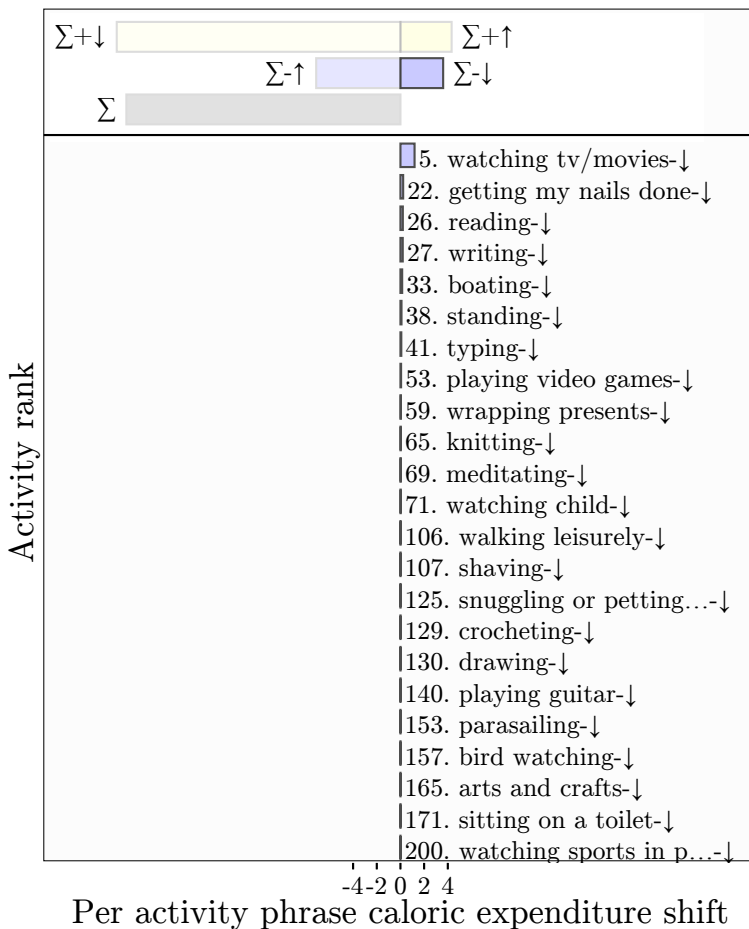 Σ+↓ Σ+↑
Σ-↑ Σ-↓
Σ
5. watching tv/movies-↓
22. getting my nails done-↓
26. reading-↓
27. writing-↓
33. boating-↓
38. standing-↓
41. typing-↓
53. playing video games-↓
59. wrapping presents-↓
65. knitting-↓
69. meditating-↓
71. watching child-↓
106. walking leisurely-↓
107. shaving-↓
125. snuggling or petting…-↓
129. crocheting-↓
130. drawing-↓
140. playing guitar-↓
153. parasailing-↓
157. bird watching-↓
165. arts and crafts-↓
171. sitting on a toilet-↓
200. watching sports in p…-↓
Activity rank
-4 -2 0 2 4
Per activity phrase caloric expenditure shift